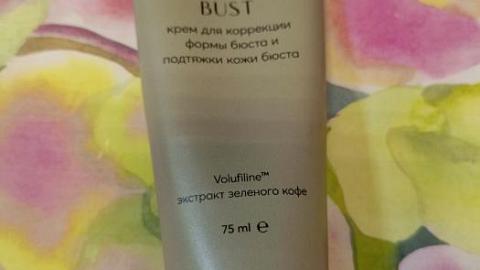 BUST
крем для коррекции
формы бюста и
подтяжки кожи бюста
Volufiline™
экстракт зеленого кофе
75 ml ℮